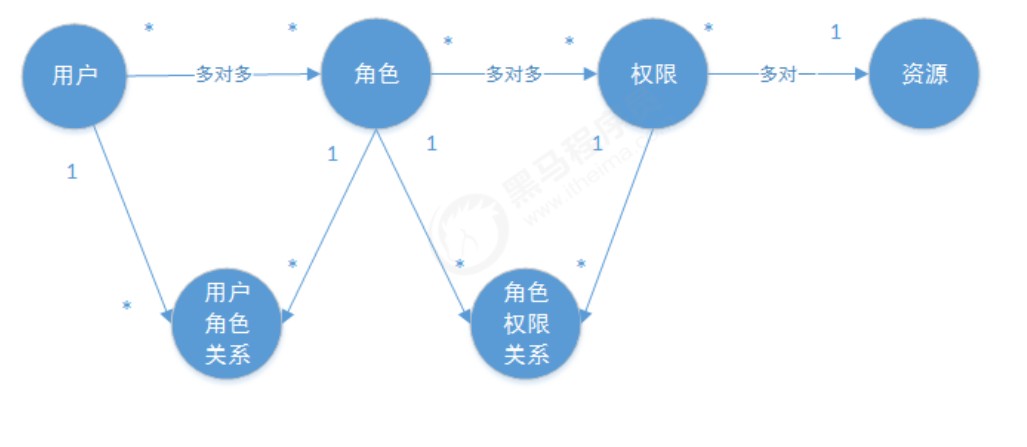 * * * * * 1
用户 多对多 角色 多对多 权限 多对一 资源
1 1 1 1
* * * *
用户
角色
关系
角色
权限
关系
黑马程序员
www.itheima.c